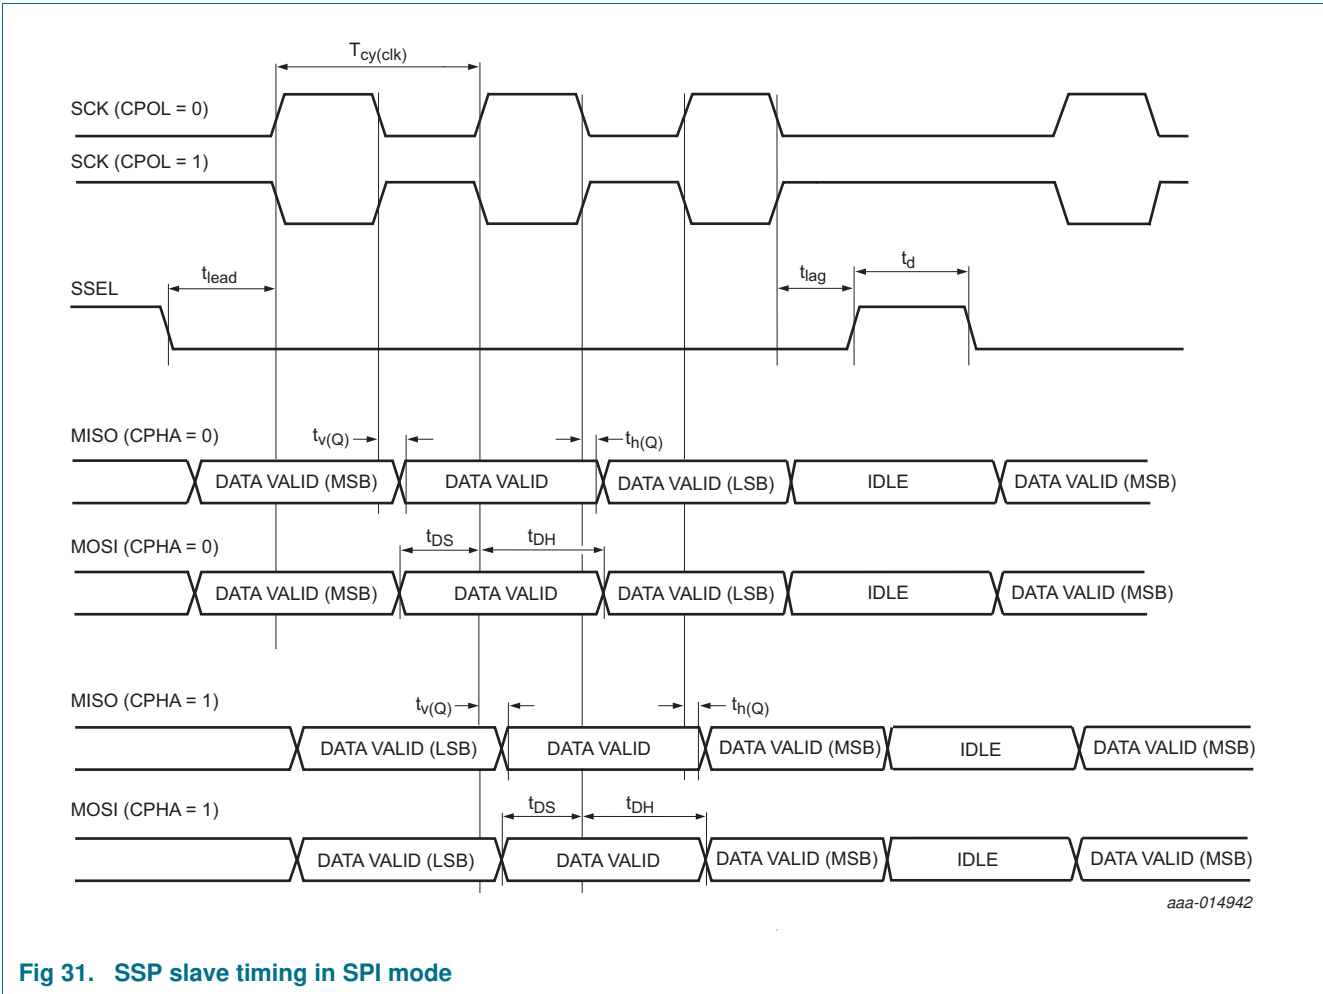 Tcy(clk)
SCK (CPOL = 0)
SCK (CPOL = 1)
tlead
tlag
td
SSEL
MISO (CPHA = 0)
tv(Q)
th(Q)
DATA VALID (MSB)
DATA VALID
DATA VALID (LSB)
IDLE
DATA VALID (MSB)
MOSI (CPHA = 0)
tDS
tDH
DATA VALID (MSB)
DATA VALID
DATA VALID (LSB)
IDLE
DATA VALID (MSB)
MISO (CPHA = 1)
tv(Q)
th(Q)
DATA VALID (LSB)
DATA VALID
DATA VALID (MSB)
IDLE
DATA VALID (MSB)
MOSI (CPHA = 1)
tDS
tDH
DATA VALID (LSB)
DATA VALID
DATA VALID (MSB)
IDLE
DATA VALID (MSB)
aaa-014942
Fig 31. SSP slave timing in SPI mode